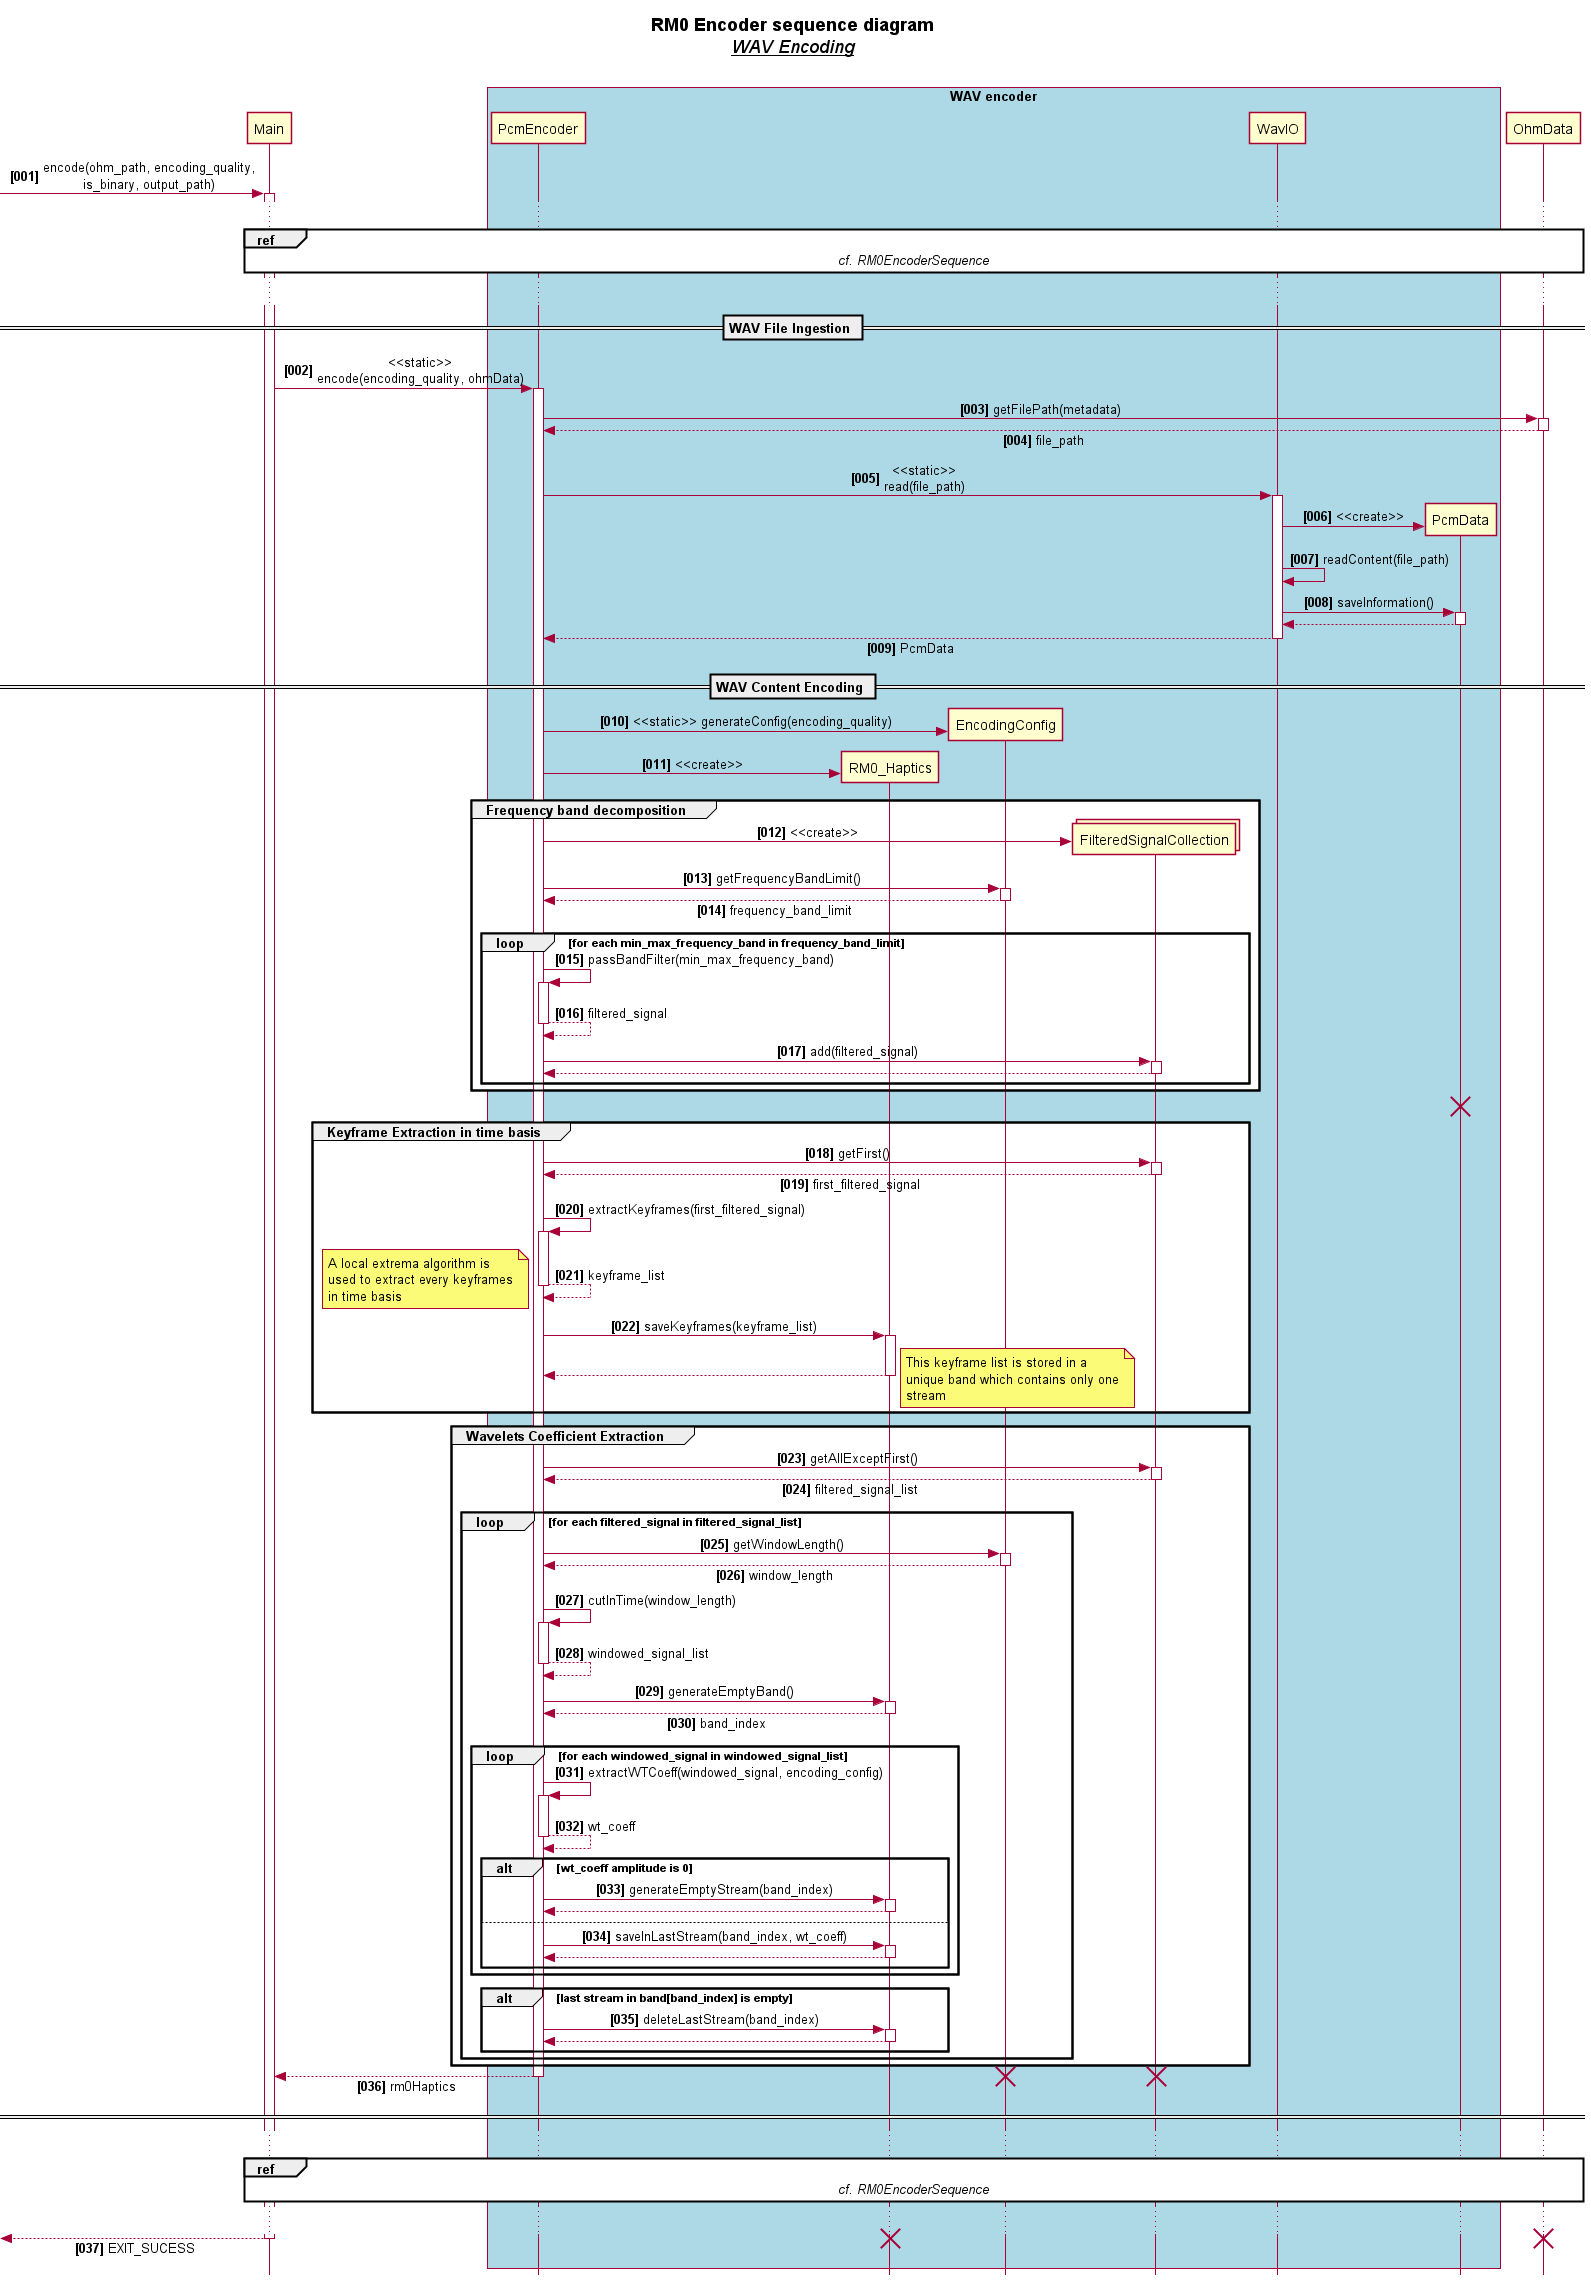 RM0 Encoder sequence diagram
WAV Encoding
WAV encoder
Main
PcmEncoder
WavIO
OhmData
[001] encode(ohm_path, encoding_quality,
is_binary, output_path)
ref
cf. RM0EncoderSequence
WAV File Ingestion
[002] <<static>>
encode(encoding_quality, ohmData)
[003] getFilePath(metadata)
[004] file_path
[005] <<static>>
read(file_path)
[006] <<create>>
PcmData
[007] readContent(file_path)
[008] saveInformation()
[009] PcmData
WAV Content Encoding
[010] <<static>> generateConfig(encoding_quality)
EncodingConfig
[011] <<create>>
RM0_Haptics
Frequency band decomposition
[012] <<create>>
FilteredSignalCollection
[013] getFrequencyBandLimit()
[014] frequency_band_limit
loop
[for each min_max_frequency_band in frequency_band_limit]
[015] passBandFilter(min_max_frequency_band)
[016] filtered_signal
[017] add(filtered_signal)
Keyframe Extraction in time basis
[018] getFirst()
[019] first_filtered_signal
[020] extractKeyframes(first_filtered_signal)
A local extrema algorithm is
used to extract every keyframes
in time basis
[021] keyframe_list
[022] saveKeyframes(keyframe_list)
This keyframe list is stored in a
unique band which contains only one
stream
Wavelets Coefficient Extraction
[023] getAllExceptFirst()
[024] filtered_signal_list
loop
[for each filtered_signal in filtered_signal_list]
[025] getWindowLength()
[026] window_length
[027] cutInTime(window_length)
[028] windowed_signal_list
[029] generateEmptyBand()
[030] band_index
loop
[for each windowed_signal in windowed_signal_list]
[031] extractWTCoeff(windowed_signal, encoding_config)
[032] wt_coeff
alt
[wt_coeff amplitude is 0]
[033] generateEmptyStream(band_index)
[034] saveInLastStream(band_index, wt_coeff)
alt
[last stream in band[band_index] is empty]
[035] deleteLastStream(band_index)
[036] rm0Haptics
ref
cf. RM0EncoderSequence
[037] EXIT_SUCESS